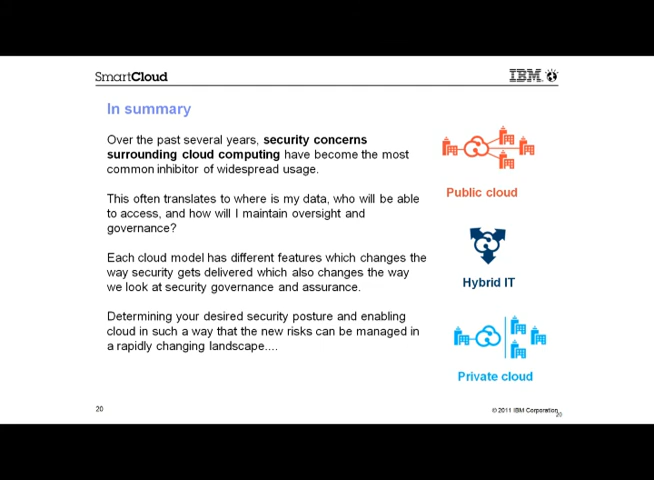 SmartCloud
IBM
In summary
Over the past several years, security concerns
surrounding cloud computing have become the most
common inhibitor of widespread usage.
This often translates to where is my data, who will be able
to access, and how will I maintain oversight and
governance?
Each cloud model has different features which changes the
way security gets delivered which also changes the way
we look at security governance and assurance.
Determining your desired security posture and enabling
cloud in such a way that the new risks can be managed in
a rapidly changing landscape....
Public cloud
Hybrid IT
Private cloud
20
© 2011 IBM Corporation
20